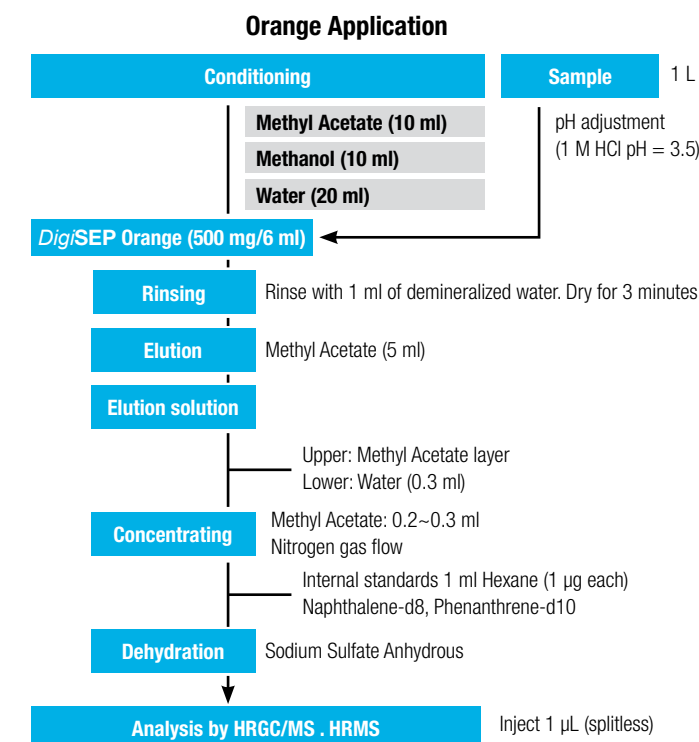 Orange Application
Conditioning
Sample
1 L
Methyl Acetate (10 ml)
Methanol (10 ml)
Water (20 ml)
pH adjustment
(1 M HCl pH = 3.5)
DigiSEP Orange (500 mg/6 ml)
Rinsing
Rinse with 1 ml of demineralized water. Dry for 3 minutes
Elution
Methyl Acetate (5 ml)
Elution solution
Upper: Methyl Acetate layer
Lower: Water (0.3 ml)
Concentrating
Methyl Acetate: 0.2~0.3 ml
Nitrogen gas flow
Internal standards 1 ml Hexane (1 µg each)
Naphthalene-d8, Phenanthrene-d10
Dehydration
Sodium Sulfate Anhydrous
Analysis by HRGC/MS . HRMS
Inject 1 µL (splitless)